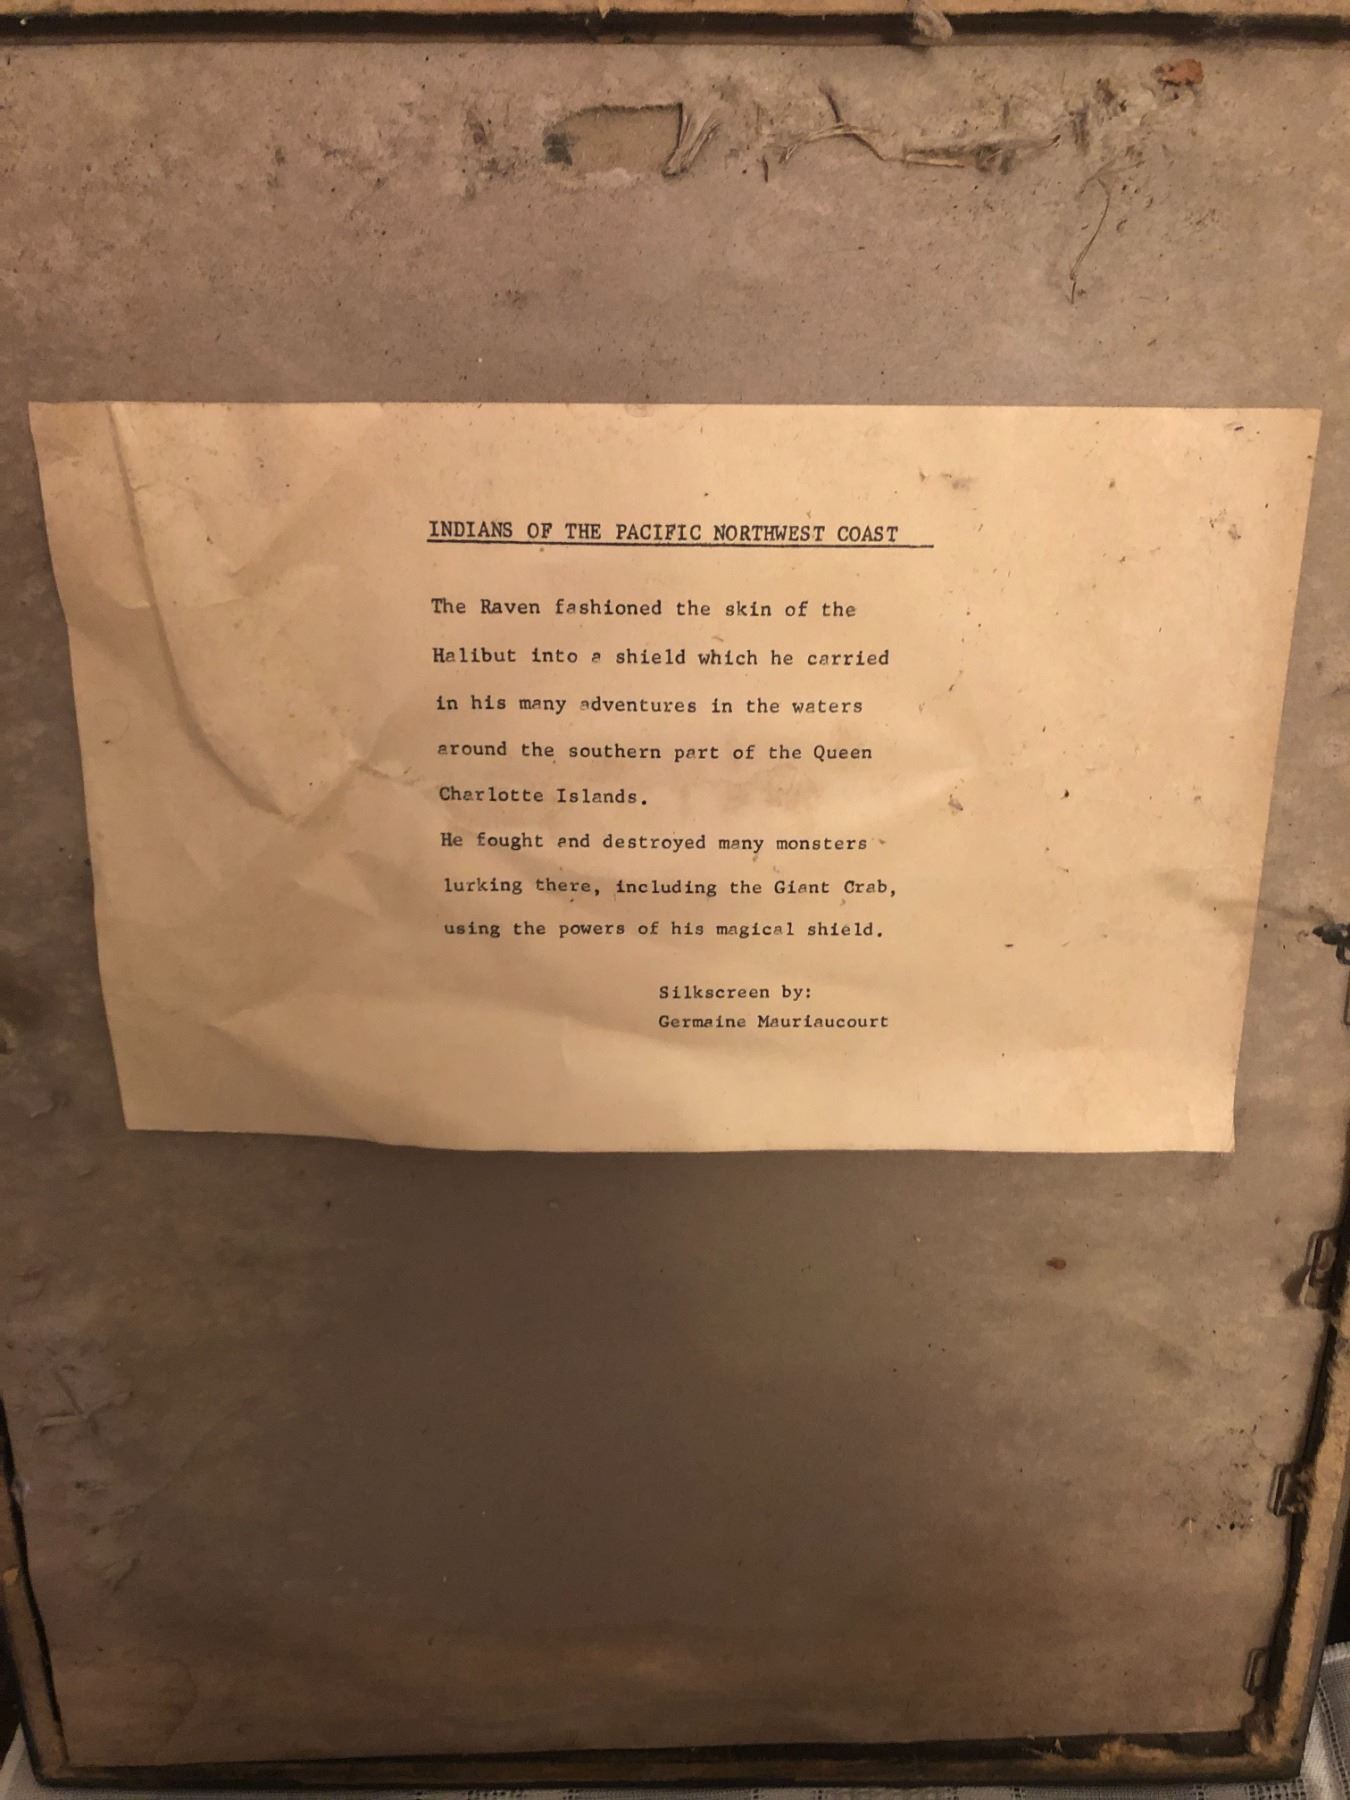 INDIANS OF THE PACIFIC NORTHWEST COAST
The Raven fashioned the skin of the
Halibut into a shield which he carried
in his many adventures in the waters
around the southern part of the Queen
Charlotte Islands.
He fought and destroyed many monsters
lurking there, including the Giant Crab,
using the powers of his magical shield.
Silkscreen by:
Germaine Mauriaucourt